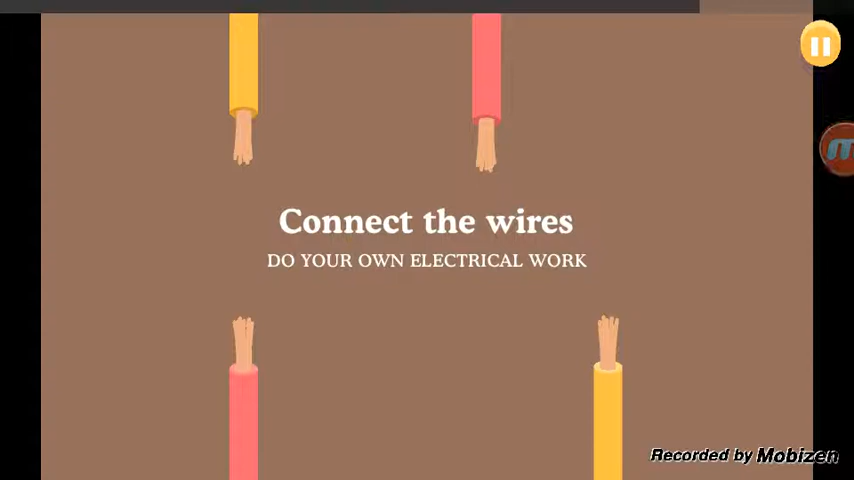 Connect the wires
DO YOUR OWN ELECTRICAL WORK
Recorded by Mobizen